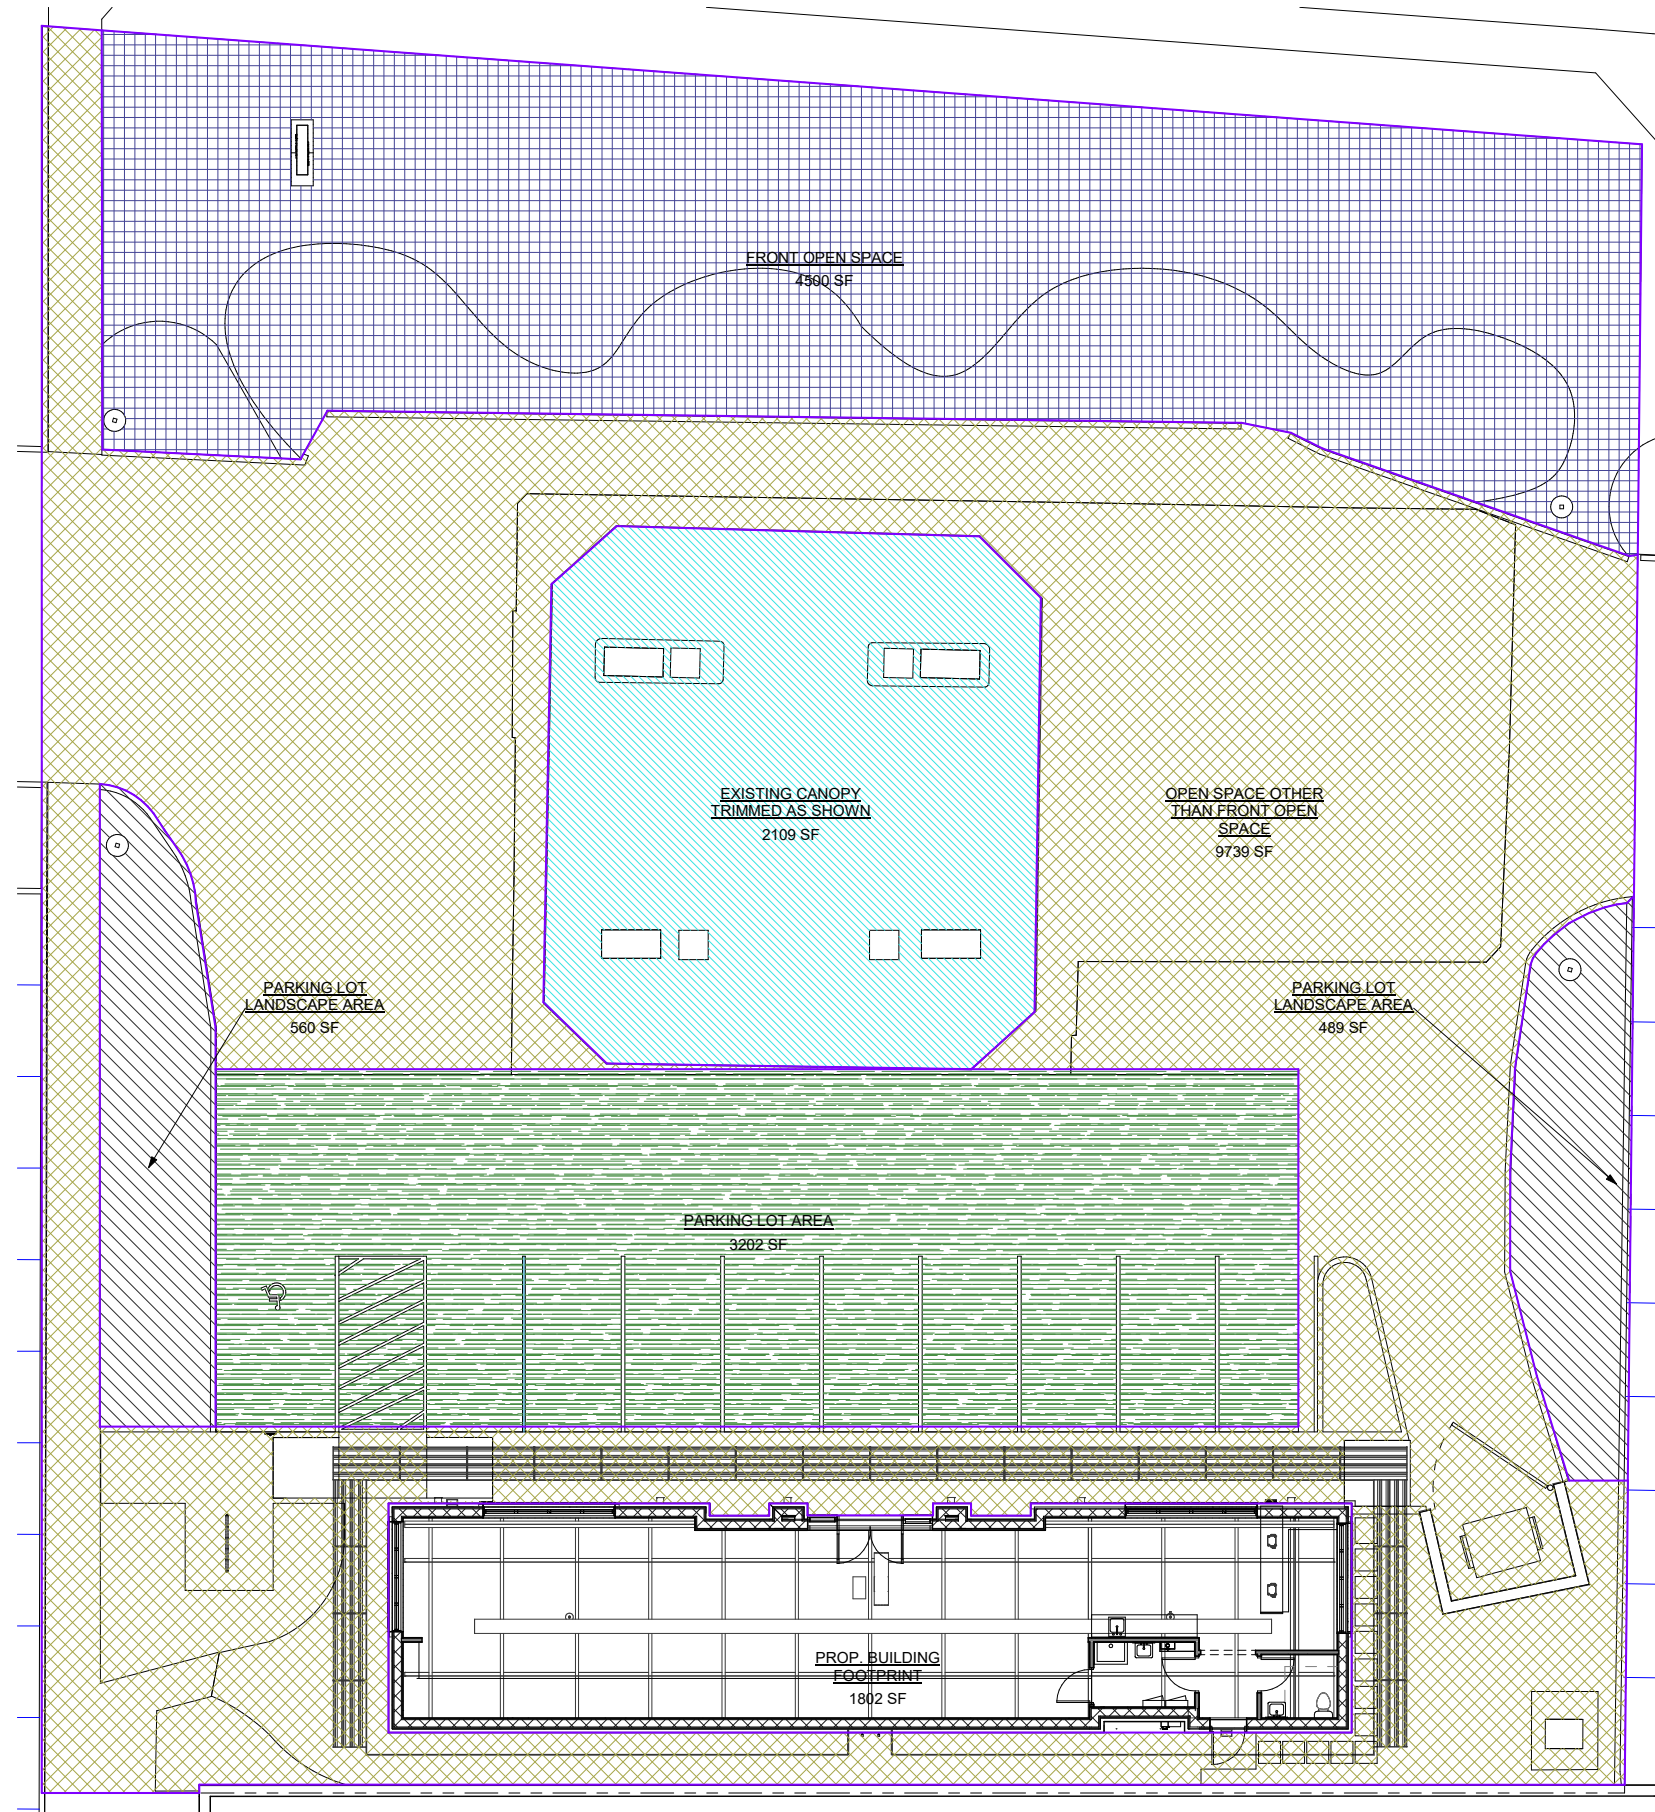 FRONT OPEN SPACE
4500 SF
EXISTING CANOPY
TRIMMED AS SHOWN
2109 SF
OPEN SPACE OTHER
THAN FRONT OPEN
SPACE
9739 SF
PARKING LOT
LANDSCAPE AREA
560 SF
PARKING LOT
LANDSCAPE AREA
489 SF
PARKING LOT AREA
3202 SF
PROP. BUILDING
FOOTPRINT
1802 SF